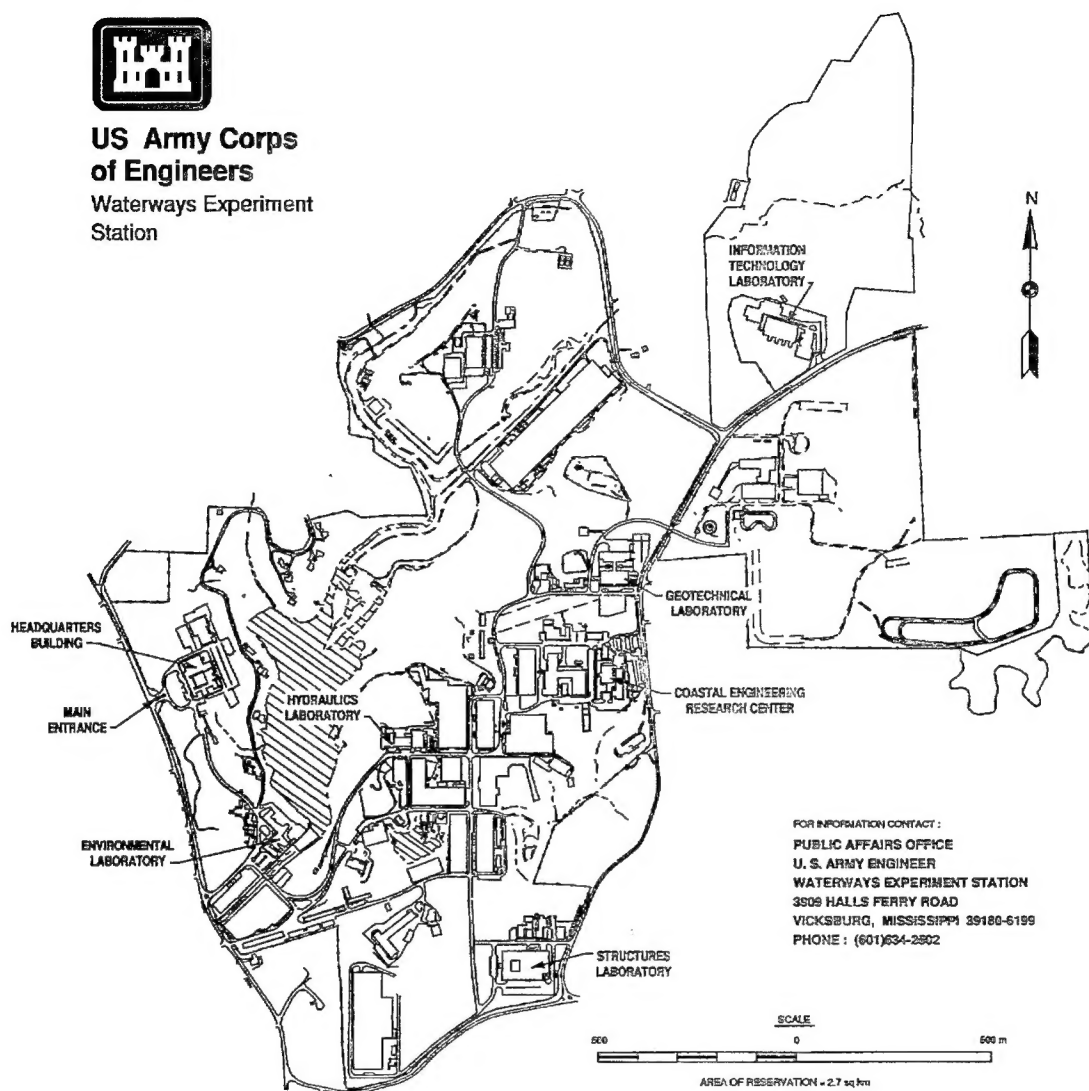 US Army Corps
of Engineers
Waterways Experiment
Station
N
INFORMATION
TECHNOLOGY
LABORATORY
GEOTECHNICAL
LABORATORY
HEADQUARTERS
BUILDING
MAIN
ENTRANCE
HYDRAULICS
LABORATORY
COASTAL ENGINEERING
RESEARCH CENTER
ENVIRONMENTAL
LABORATORY
STRUCTURES
LABORATORY
FOR INFORMATION CONTACT :
PUBLIC AFFAIRS OFFICE
U. S. ARMY ENGINEER
WATERWAYS EXPERIMENT STATION
3909 HALLS FERRY ROAD
VICKSBURG, MISSISSIPPI 39180-6199
PHONE : (601)634-2502
SCALE
500 0 500 m
AREA OF RESERVATION = 2.7 sq km